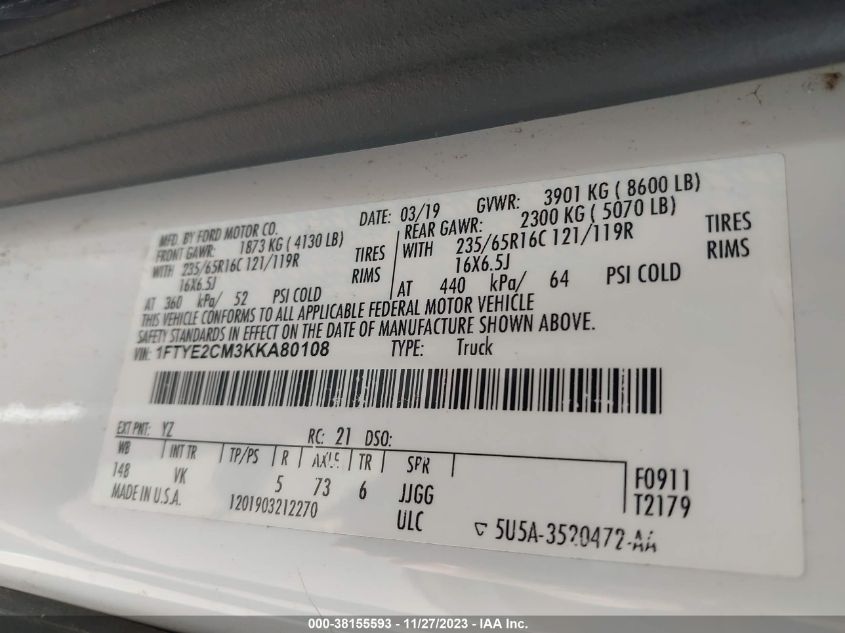 MFD. BY FORD MOTOR CO.
DATE: 03/19 GVWR: 3901 KG ( 8600 LB)
FRONT GAWR: 1873 KG ( 4130 LB)
REAR GAWR: 2300 KG ( 5070 LB)
WITH 235/65R16C 121/119R TIRES
WITH 235/65R16C 121/119R TIRES
16X6.5J RIMS
16X6.5J RIMS
AT 360 kPa/ 52 PSI COLD
AT 440 kPa/ 64 PSI COLD
THIS VEHICLE CONFORMS TO ALL APPLICABLE FEDERAL MOTOR VEHICLE
SAFETY STANDARDS IN EFFECT ON THE DATE OF MANUFACTURE SHOWN ABOVE.
VIN: 1FTYE2CM3KKA80108 TYPE: Truck
EXT PNT: YZ RC: 21 DSO:
WB INT TR TP/PS R AXLE TR SPR
148 VK 5 73 6 JJGG F0911
MADE IN U.S.A. 1201903212270 ULC T2179
5U5A-3520472-AA
000-38155593 - 11/27/2023 - IAA Inc.